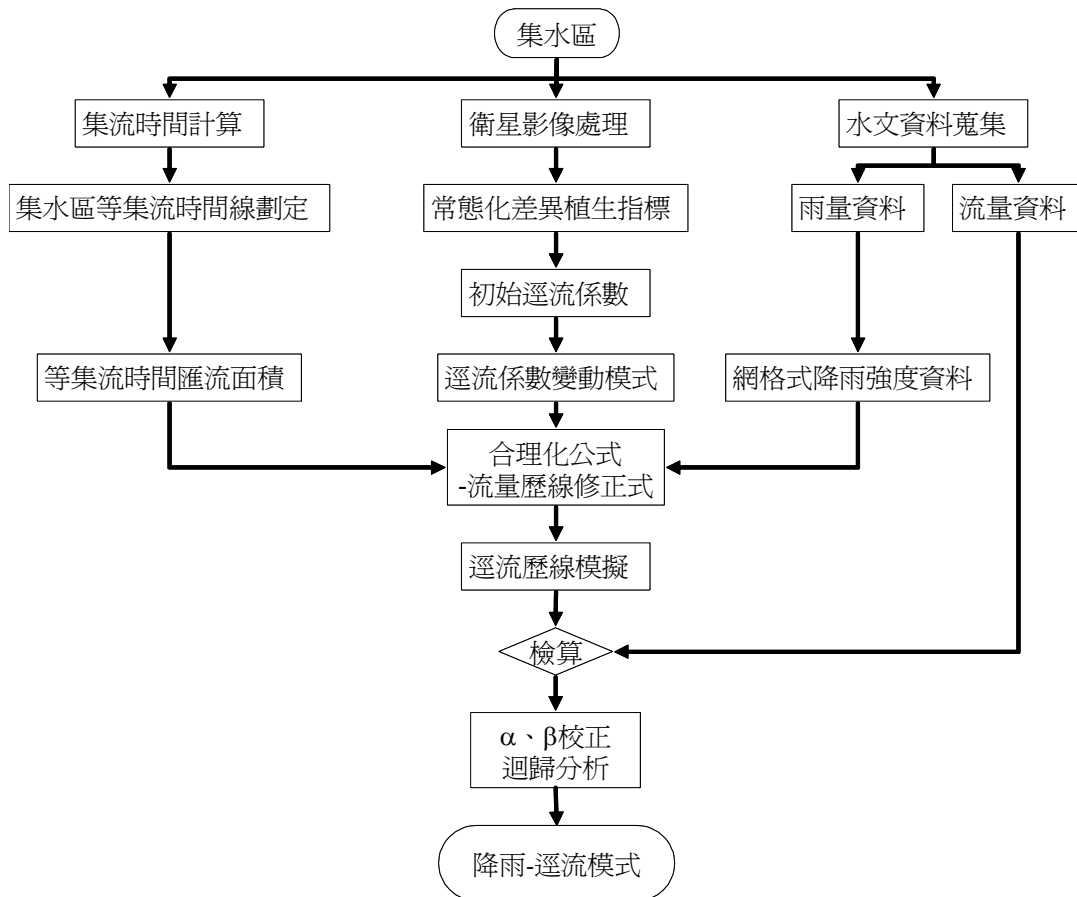 集水區
集流時間計算
衛星影像處理
水文資料蒐集
集水區等集流時間線劃定
常態化差異植生指標
雨量資料
流量資料
初始逕流係數
等集流時間匯流面積
逕流係數變動模式
網格式降雨強度資料
合理化公式
-流量歷線修正式
逕流歷線模擬
檢算
α、β校正
迴歸分析
降雨-逕流模式